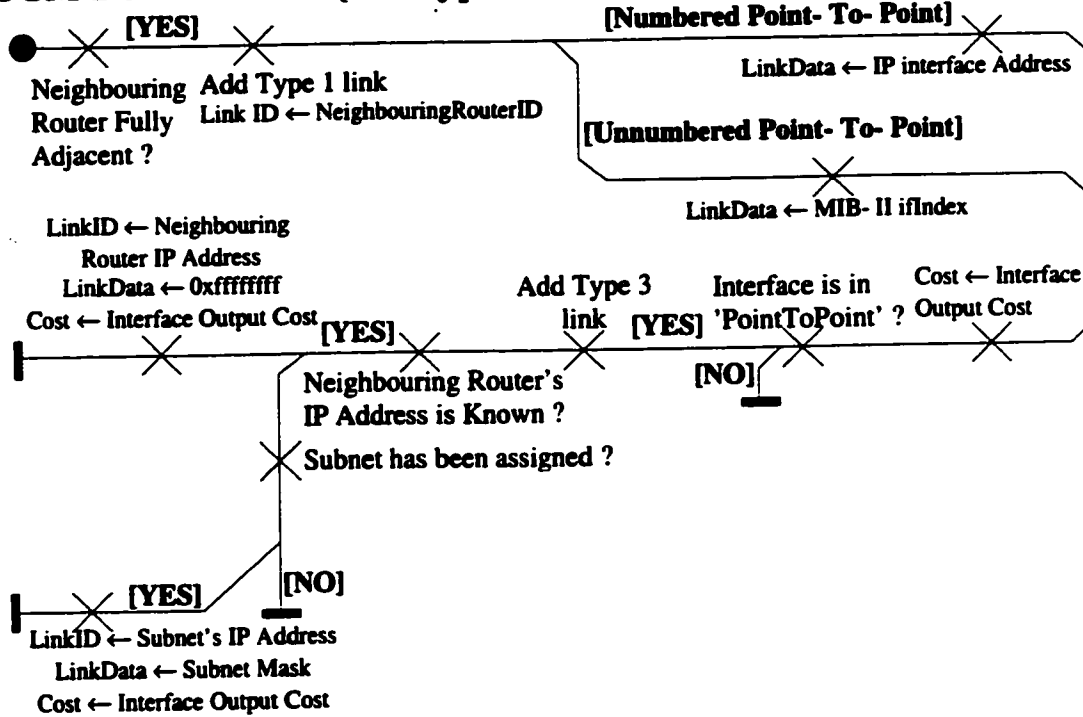 [YES]
[Numbered Point- To- Point]
LinkData ← IP interface Address
Neighbouring
Router Fully
Adjacent ?
Add Type 1 link
Link ID ← NeighbouringRouterID
[Unnumbered Point- To- Point]
LinkData ← MIB- II ifIndex
LinkID ← Neighbouring
Router IP Address
LinkData ← 0xffffffff
Cost ← Interface Output Cost
[YES]
Add Type 3
link
[YES]
Interface is in
'PointToPoint' ?
Cost ← Interface
Output Cost
[NO]
Neighbouring Router's
IP Address is Known ?
Subnet has been assigned ?
[YES]
[NO]
LinkID ← Subnet's IP Address
LinkData ← Subnet Mask
Cost ← Interface Output Cost